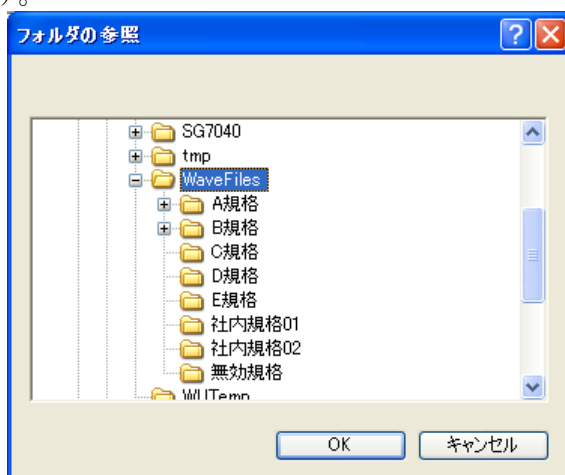 う。
フォルダの参照
SG7040
tmp
WaveFiles
A規格
B規格
C規格
D規格
E規格
社内規格01
社内規格02
無効規格
WUTemp
OK
キャンセル